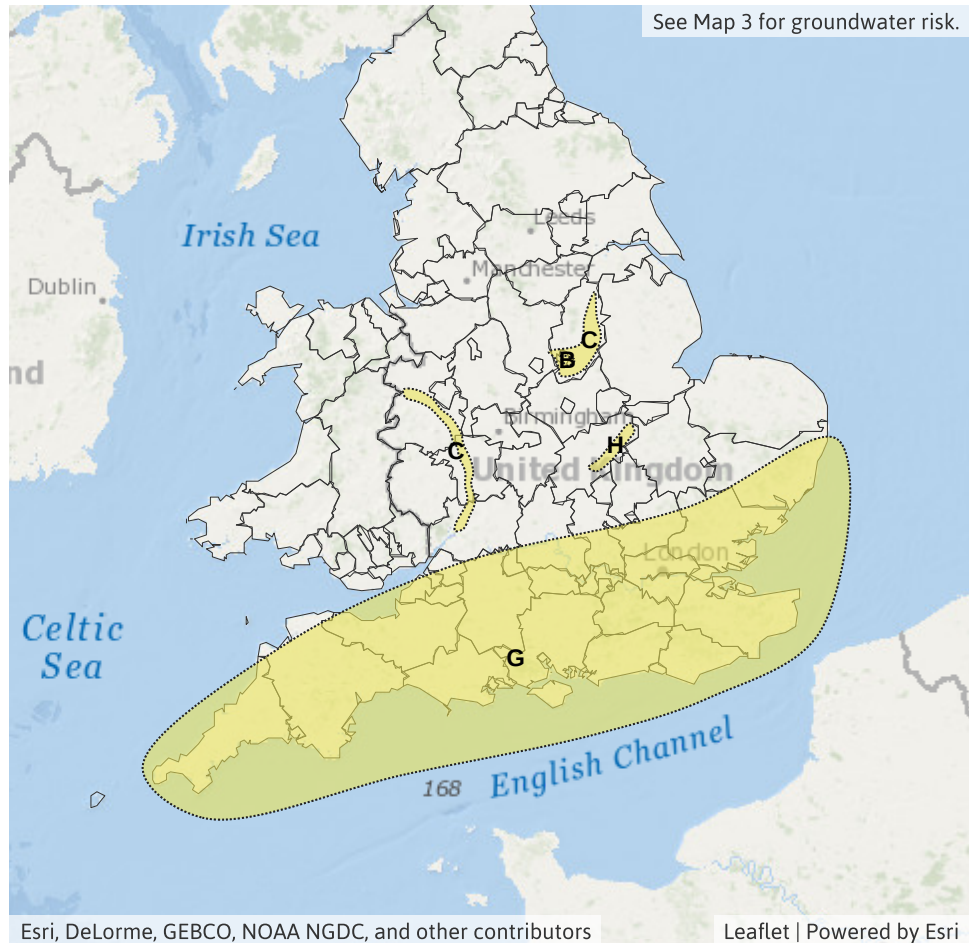 See Map 3 for groundwater risk.
Leeds
Irish Sea
Manchester
Dublin
nd
C
B
Birmingham
H
C
United Kingdom
London
Celtic
Sea
G
English Channel
168
Esri, DeLorme, GEBCO, NOAA NGDC, and other contributors
Leaflet | Powered by Esri